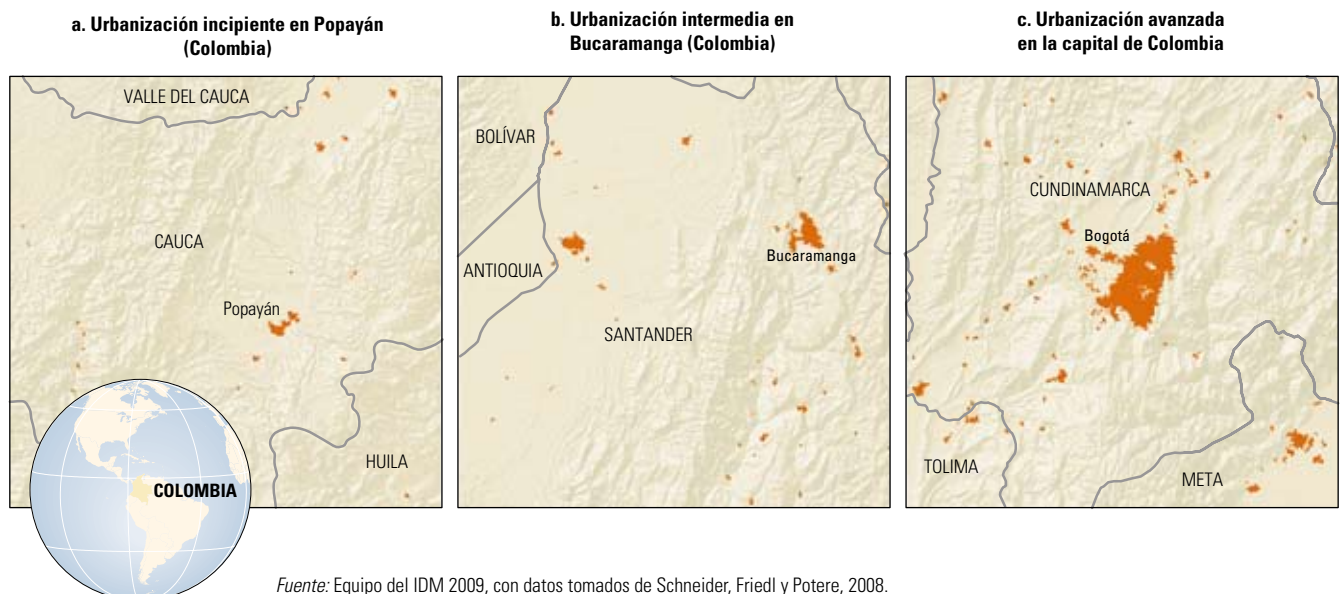 a. Urbanización incipiente en Popayán
(Colombia)
VALLE DEL CAUCA
CAUCA
Popayán
HUILA
COLOMBIA
b. Urbanización intermedia en
Bucaramanga (Colombia)
BOLÍVAR
ANTIOQUIA
Bucaramanga
SANTANDER
c. Urbanización avanzada
en la capital de Colombia
CUNDINAMARCA
Bogotá
TOLIMA
META
Fuente: Equipo del IDM 2009, con datos tomados de Schneider, Friedl y Potere, 2008.